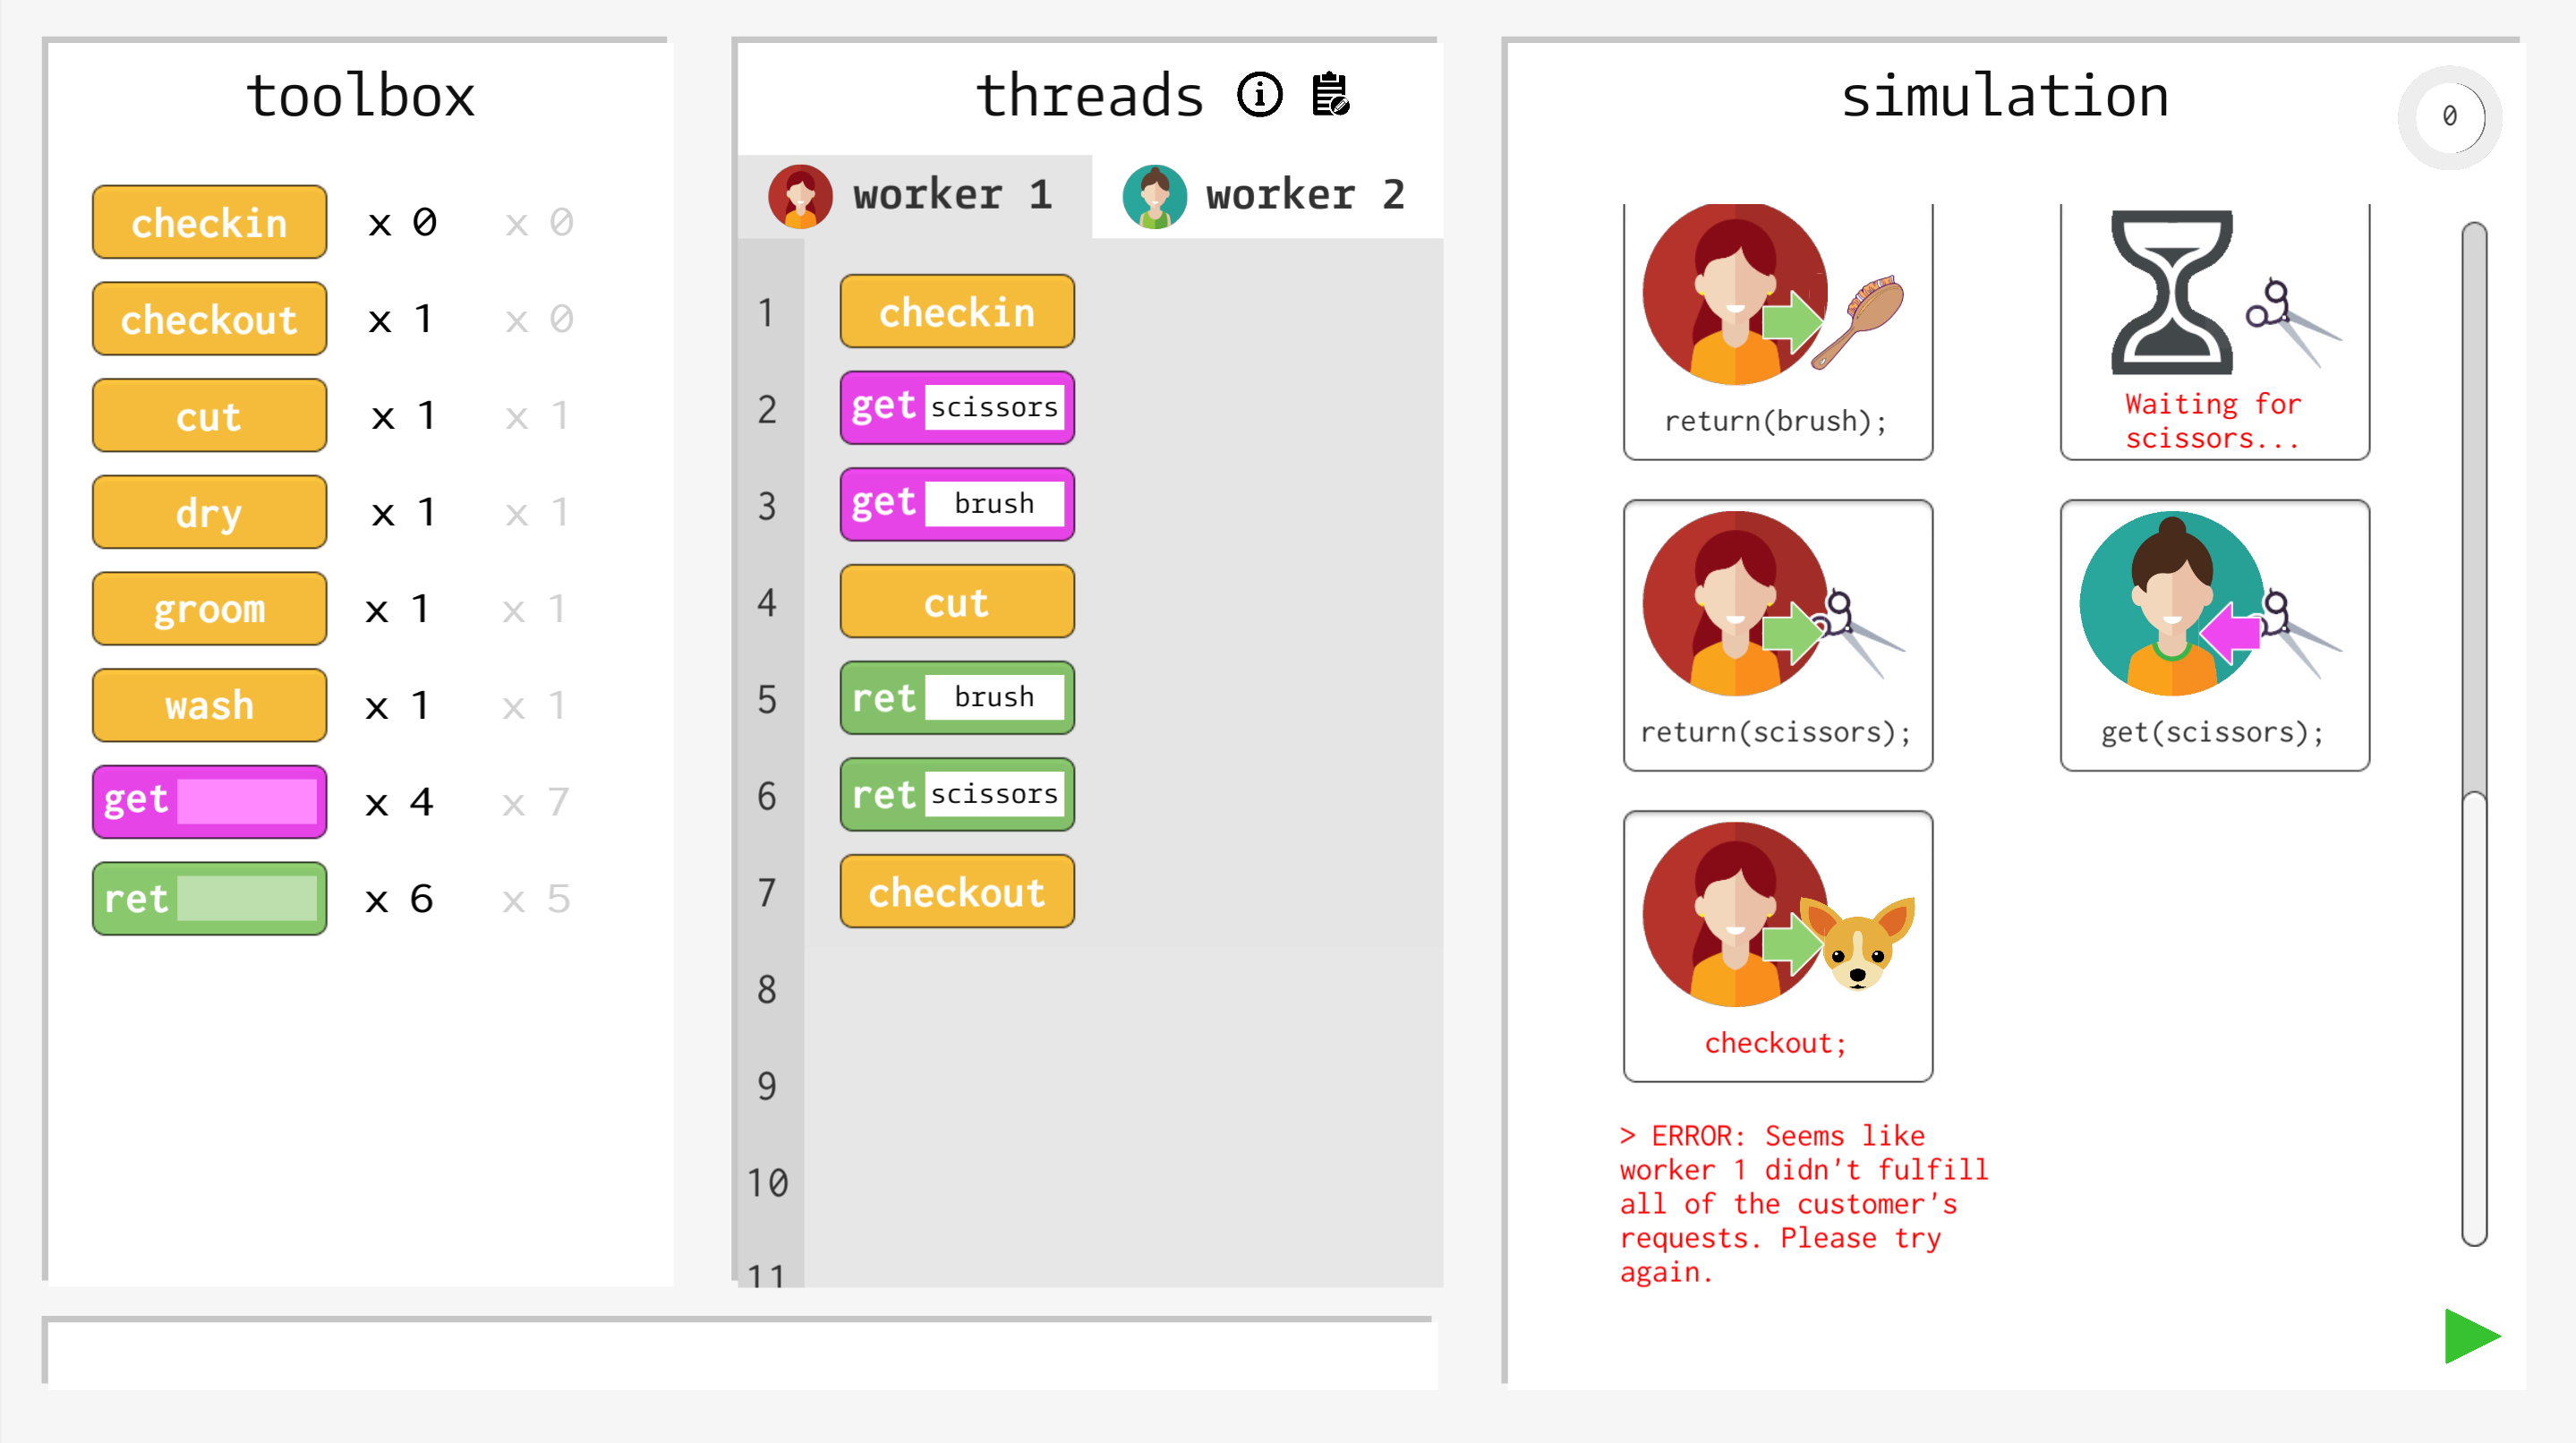 toolbox
checkin x 0 x 0
checkout x 1 x 0
cut x 1 x 1
dry x 1 x 1
groom x 1 x 1
wash x 1 x 1
get x 4 x 7
ret x 6 x 5
threads i
worker 1 worker 2
1 checkin
2 get scissors
3 get brush
4 cut
5 ret brush
6 ret scissors
7 checkout
8
9
10
11
simulation
0
return(brush);
Waiting for
scissors...
return(scissors);
get(scissors);
checkout;
> ERROR: Seems like
worker 1 didn't fulfill
all of the customer's
requests. Please try
again.